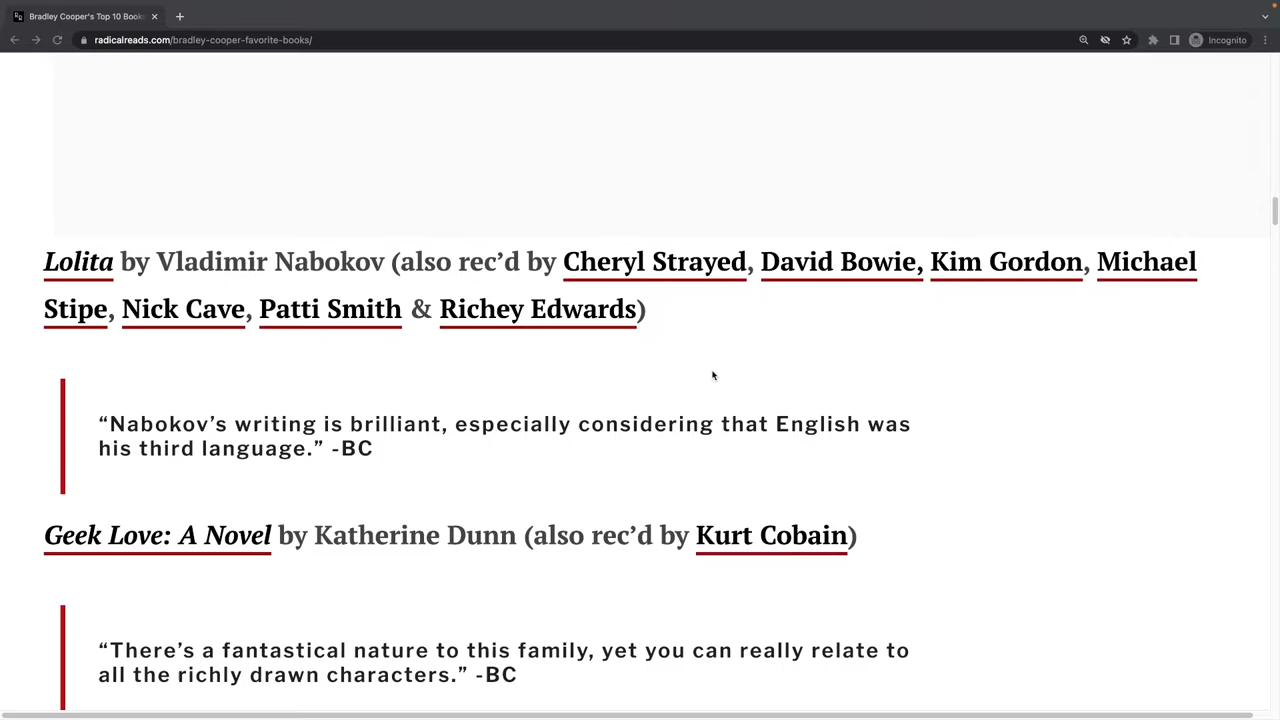 Bradley Cooper's Top 10 Book
radicalreads.com/bradley-cooper-favorite-books/
Incognito
Lolita by Vladimir Nabokov (also rec’d by Cheryl Strayed, David Bowie, Kim Gordon, Michael
Stipe, Nick Cave, Patti Smith & Richey Edwards)
“Nabokov’s writing is brilliant, especially considering that English was
his third language.” -BC
Geek Love: A Novel by Katherine Dunn (also rec’d by Kurt Cobain)
“There’s a fantastical nature to this family, yet you can really relate to
all the richly drawn characters.” -BC